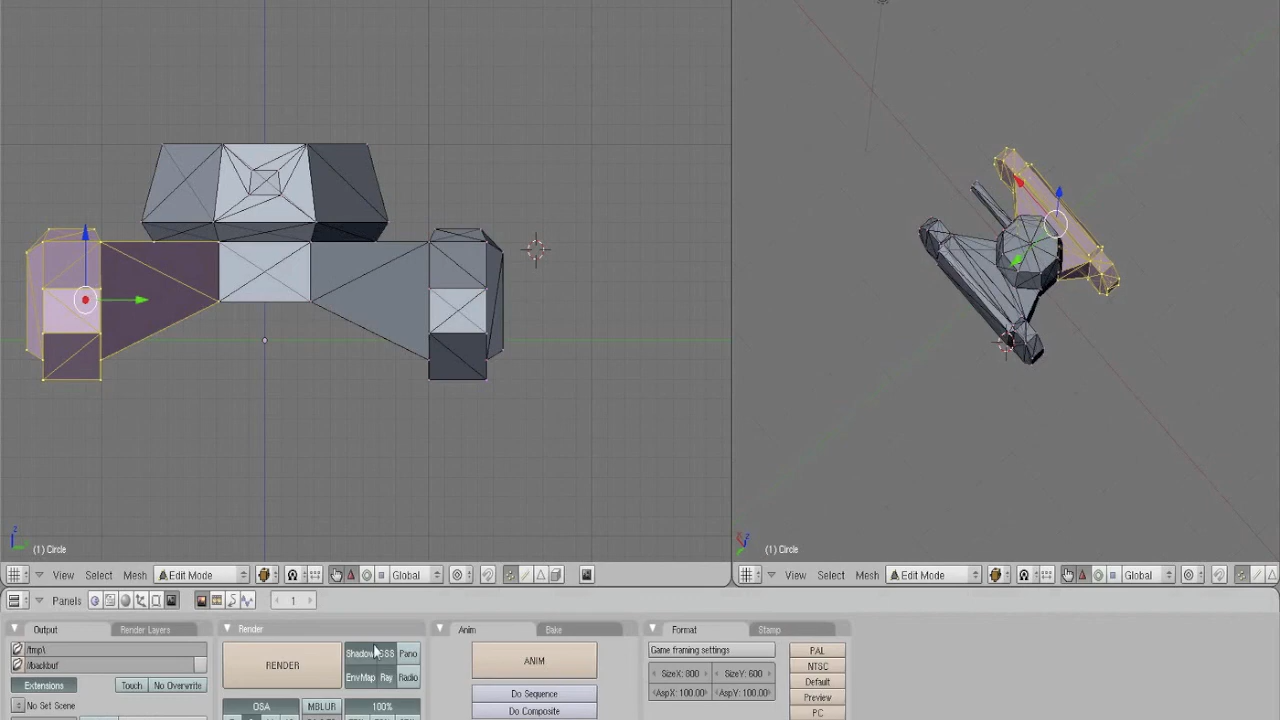 z
(1) Circle
z
(1) Circle
View Select Mesh Edit Mode Global
View Select Mesh Edit Mode Global
Panels 1
Output Render Layers Render Anim Bake Format Stamp
/tmp\
//backbuf
Extensions Touch No Overwrite
No Set Scene
RENDER
Shadow SSS Pano
EnvMap Ray Radio
OSA MBLUR 100%
ANIM
Do Sequence
Do Composite
Game framing settings
SizeX: 800 SizeY: 600
AspX: 100.00 AspY: 100.00
PAL
NTSC
Default
Preview
PC